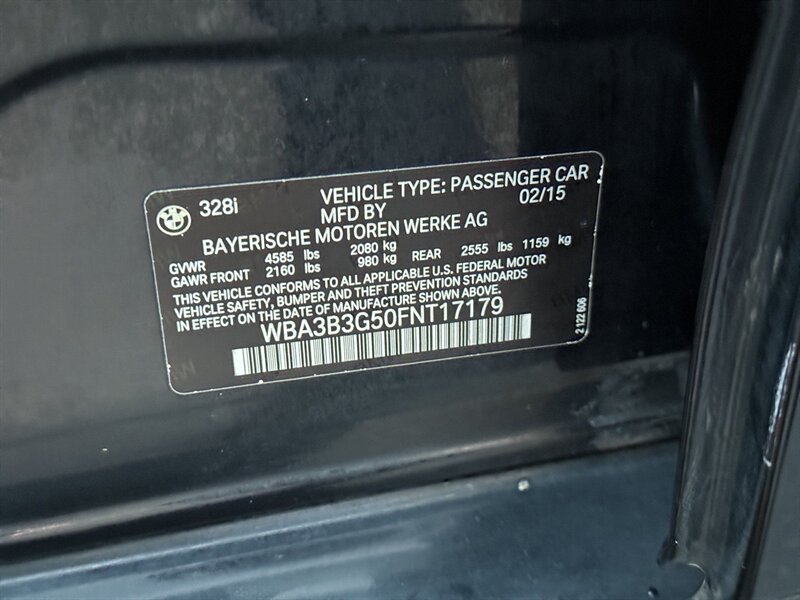 328i VEHICLE TYPE: PASSENGER CAR
MFD BY 02/15
BAYERISCHE MOTOREN WERKE AG
GVWR 4585 lbs 2080 kg
GAWR FRONT 2160 lbs 980 kg REAR 2555 lbs 1159 kg
THIS VEHICLE CONFORMS TO ALL APPLICABLE U.S. FEDERAL MOTOR
VEHICLE SAFETY, BUMPER AND THEFT PREVENTION STANDARDS
IN EFFECT ON THE DATE OF MANUFACTURE SHOWN ABOVE.
WBA3B3G50FNT17179
2 122 606